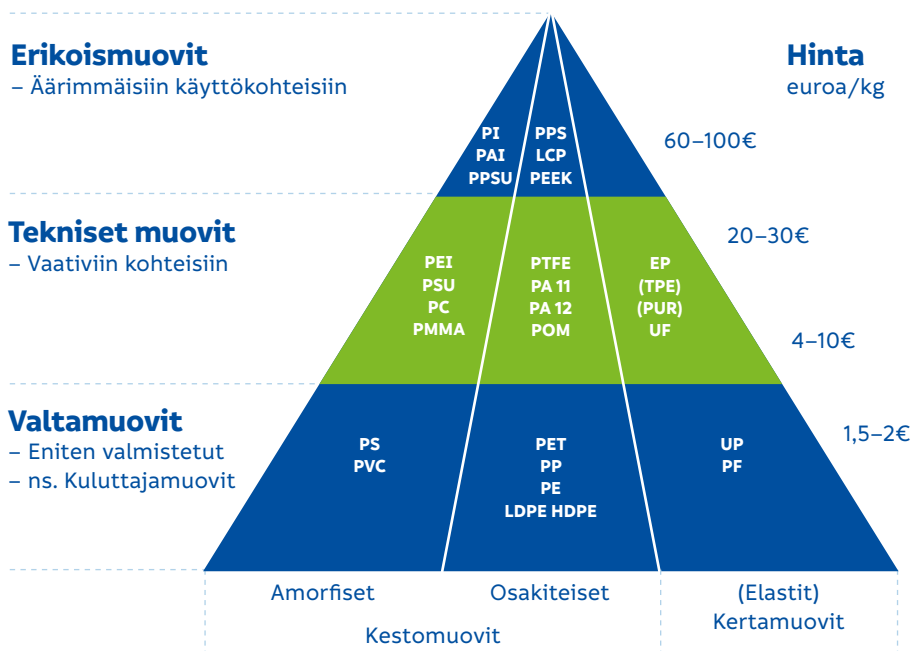 Erikoismuovit
– Äärimmäisiin käyttökohteisiin
Hinta
euroa/kg
PI
PAI
PPSU
PPS
LCP
PEEK
60–100€
Tekniset muovit
– Vaativiin kohteisiin
20–30€
PEI
PSU
PC
PMMA
PTFE
PA 11
PA 12
POM
EP
(TPE)
(PUR)
UF
4–10€
Valtamuovit
– Eniten valmistetut
– ns. Kuluttajamuovit
1,5–2€
PS
PVC
PET
PP
PE
LDPE HDPE
UP
PF
Amorfiset
Osakiteiset
(Elastit)
Kertamuovit
Kestomuovit